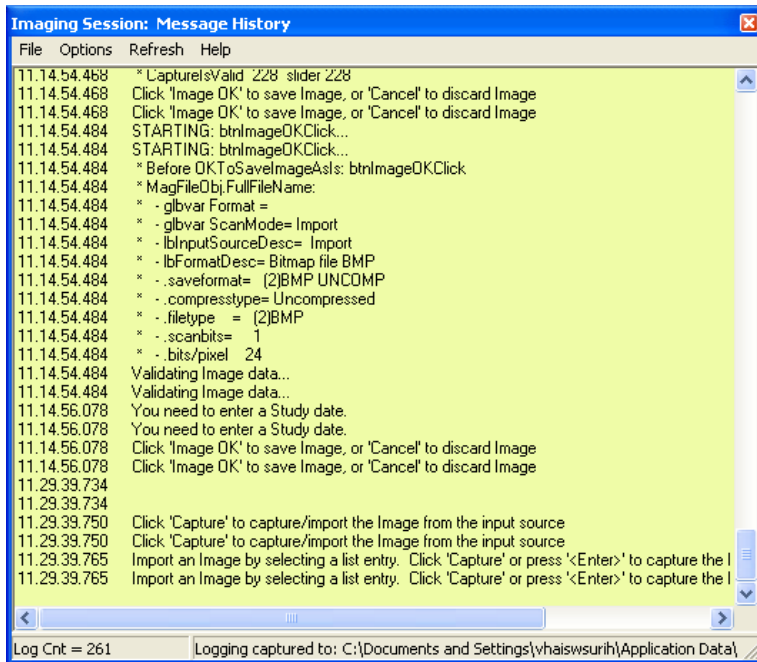 Imaging Session: Message History
File Options Refresh Help
11.14.54.468 * CaptureIsValid 228 slider 228
11.14.54.468 Click 'Image OK' to save Image, or 'Cancel' to discard Image
11.14.54.468 Click 'Image OK' to save Image, or 'Cancel' to discard Image
11.14.54.484 STARTING: btnImageOKClick...
11.14.54.484 STARTING: btnImageOKClick...
11.14.54.484 * Before OKToSaveImageAsIs: btnImageOKClick
11.14.54.484 * MagFileObj.FullFileName:
11.14.54.484 * - glbvar Format =
11.14.54.484 * - glbvar ScanMode= Import
11.14.54.484 * - lbInputSourceDesc= Import
11.14.54.484 * - lbFormatDesc= Bitmap file BMP
11.14.54.484 * - .saveformat= (2)BMP UNCOMP
11.14.54.484 * - .compresstype= Uncompressed
11.14.54.484 * - .filetype = (2)BMP
11.14.54.484 * - .scanbits= 1
11.14.54.484 * - .bits/pixel 24
11.14.54.484 Validating Image data...
11.14.54.484 Validating Image data...
11.14.56.078 You need to enter a Study date.
11.14.56.078 You need to enter a Study date.
11.14.56.078 Click 'Image OK' to save Image, or 'Cancel' to discard Image
11.14.56.078 Click 'Image OK' to save Image, or 'Cancel' to discard Image
11.29.39.734
11.29.39.734
11.29.39.750 Click 'Capture' to capture/import the Image from the input source
11.29.39.750 Click 'Capture' to capture/import the Image from the input source
11.29.39.765 Import an Image by selecting a list entry. Click 'Capture' or press '<Enter>' to capture the I
11.29.39.765 Import an Image by selecting a list entry. Click 'Capture' or press '<Enter>' to capture the I
Log Cnt = 261 Logging captured to: C:\Documents and Settings\vhaiswsurih\Application Data\